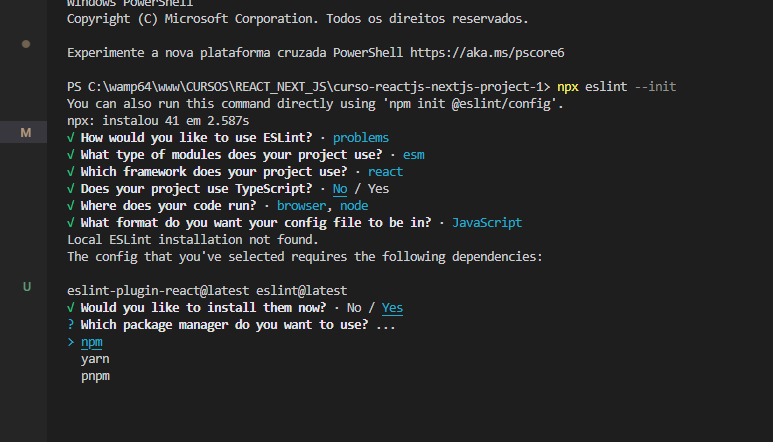 Windows PowerShell
Copyright (C) Microsoft Corporation. Todos os direitos reservados.
Experimente a nova plataforma cruzada PowerShell https://aka.ms/pscore6
M
PS C:\wamp64\www\CURSOS\REACT_NEXT_JS\curso-reactjs-nextjs-project-1> npx eslint --init
You can also run this command directly using 'npm init @eslint/config'.
npx: instalou 41 em 2.587s
√ How would you like to use ESLint? · problems
√ What type of modules does your project use? · esm
√ Which framework does your project use? · react
√ Does your project use TypeScript? · No / Yes
√ Where does your code run? · browser, node
√ What format do you want your config file to be in? · JavaScript
Local ESLint installation not found.
The config that you've selected requires the following dependencies:
U
eslint-plugin-react@latest eslint@latest
√ Would you like to install them now? · No / Yes
? Which package manager do you want to use? ...
> npm
yarn
pnpm